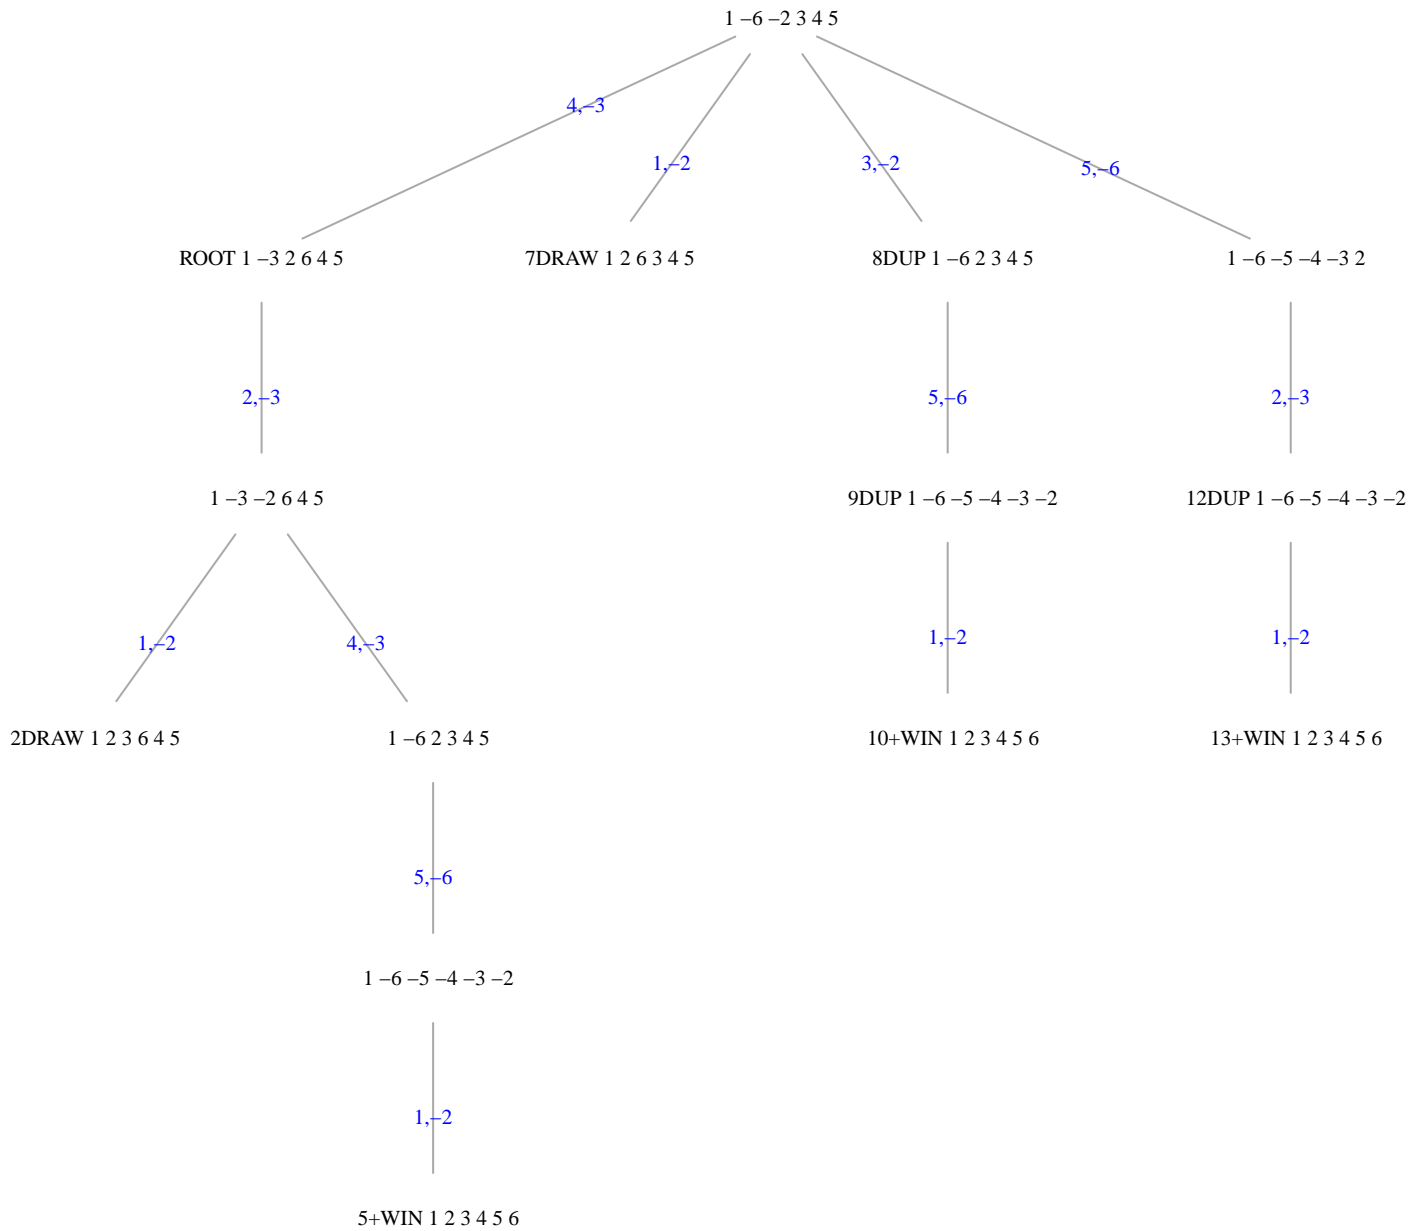 1 −6 −2 3 4 5
4,−3
1,−2
3,−2
5,−6
ROOT 1 −3 2 6 4 5
7DRAW 1 2 6 3 4 5
8DUP 1 −6 2 3 4 5
1 −6 −5 −4 −3 2
2,−3
5,−6
2,−3
1 −3 −2 6 4 5
9DUP 1 −6 −5 −4 −3 −2
12DUP 1 −6 −5 −4 −3 −2
1,−2
4,−3
1,−2
1,−2
2DRAW 1 2 3 6 4 5
1 −6 2 3 4 5
10+WIN 1 2 3 4 5 6
13+WIN 1 2 3 4 5 6
5,−6
1 −6 −5 −4 −3 −2
1,−2
5+WIN 1 2 3 4 5 6